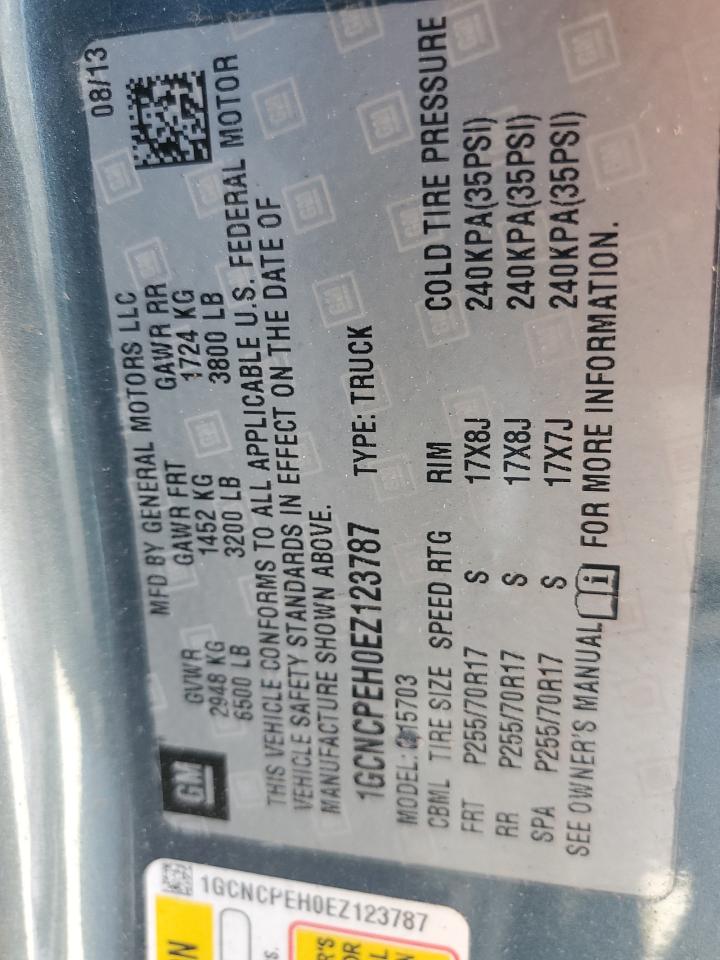 GM
MFD BY GENERAL MOTORS LLC
08/13
GVWR GAWR FRT GAWR RR
2948 KG 1452 KG 1724 KG
6500 LB 3200 LB 3800 LB
THIS VEHICLE CONFORMS TO ALL APPLICABLE U.S. FEDERAL MOTOR
VEHICLE SAFETY STANDARDS IN EFFECT ON THE DATE OF
MANUFACTURE SHOWN ABOVE.
1GCNCPEH0EZ123787 TYPE: TRUCK
MODEL: 15703
CBML TIRE SIZE SPEED RTG RIM COLD TIRE PRESSURE
FRT P255/70R17 S 17X8J 240KPA(35PSI)
RR P255/70R17 S 17X8J 240KPA(35PSI)
SPA P255/70R17 S 17X7J 240KPA(35PSI)
SEE OWNER'S MANUAL i FOR MORE INFORMATION.
1GCNCPEH0EZ123787